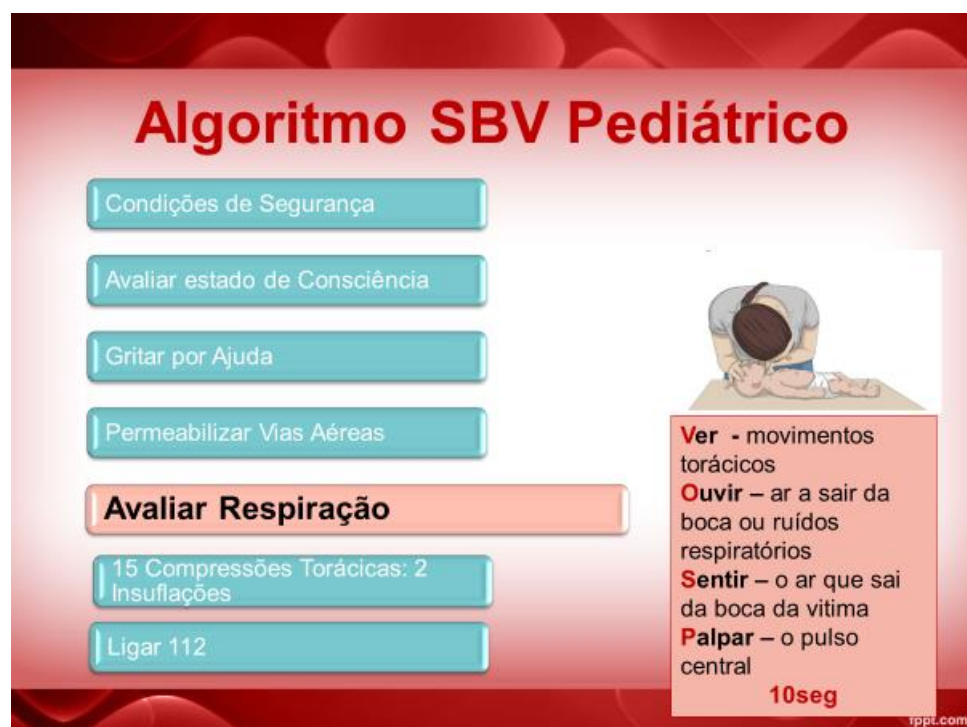 Algoritmo SBV Pediátrico
Condições de Segurança
Avaliar estado de Consciência
Gritar por Ajuda
Permeabilizar Vias Aéreas
Avaliar Respiração
15 Compressões Torácicas: 2
Insuflações
Ligar 112
Ver - movimentos
torácicos
Ouvir – ar a sair da
boca ou ruídos
respiratórios
Sentir – o ar que sai
da boca da vitima
Palpar – o pulso
central
10seg
fppt.com